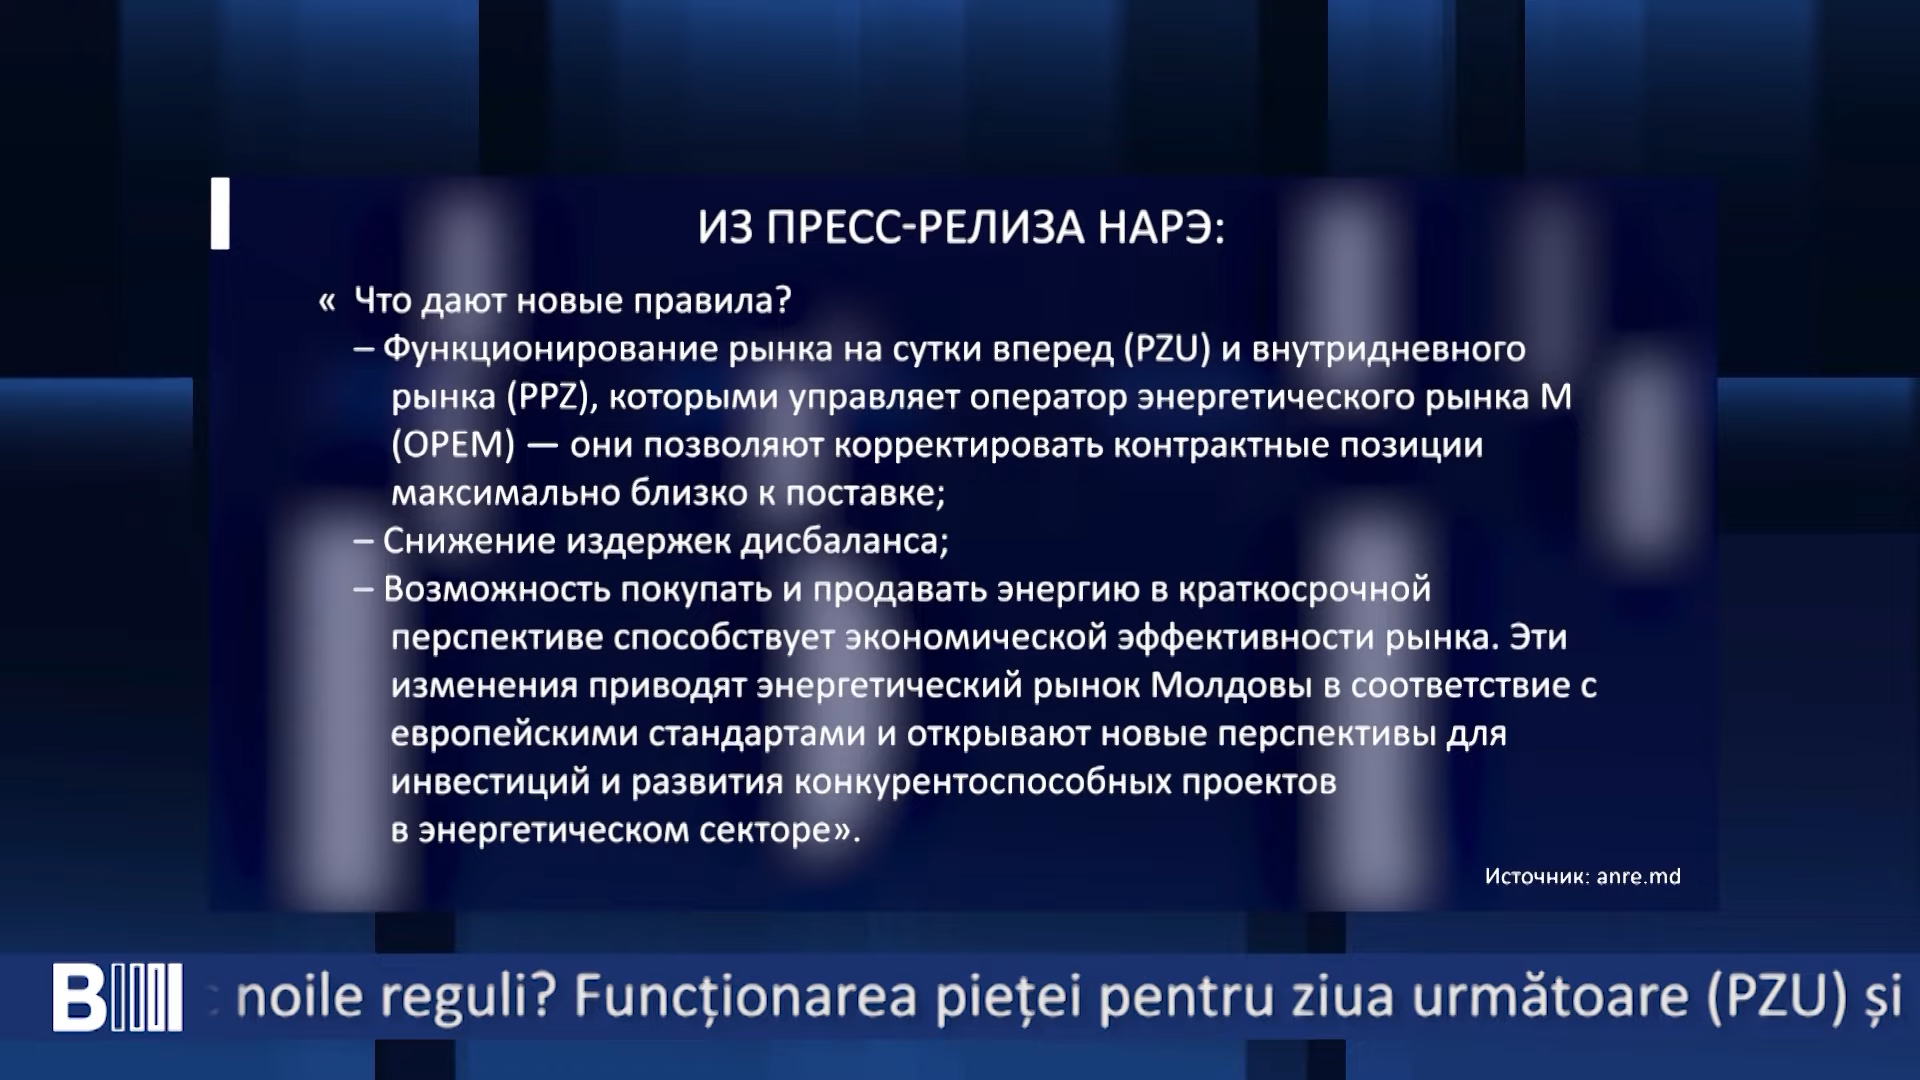 ИЗ ПРЕСС-РЕЛИЗА НАРЭ:
« Что дают новые правила?
– Функционирование рынка на сутки вперед (PZU) и внутридневного
рынка (PPZ), которыми управляет оператор энергетического рынка М
(OPEM) — они позволяют корректировать контрактные позиции
максимально близко к поставке;
– Снижение издержек дисбаланса;
– Возможность покупать и продавать энергию в краткосрочной
перспективе способствует экономической эффективности рынка. Эти
изменения приводят энергетический рынок Молдовы в соответствие с
европейскими стандартами и открывают новые перспективы для
инвестиций и развития конкурентоспособных проектов
в энергетическом секторе».
Источник: anre.md
B noile reguli? Funcționarea pieței pentru ziua următoare (PZU) și